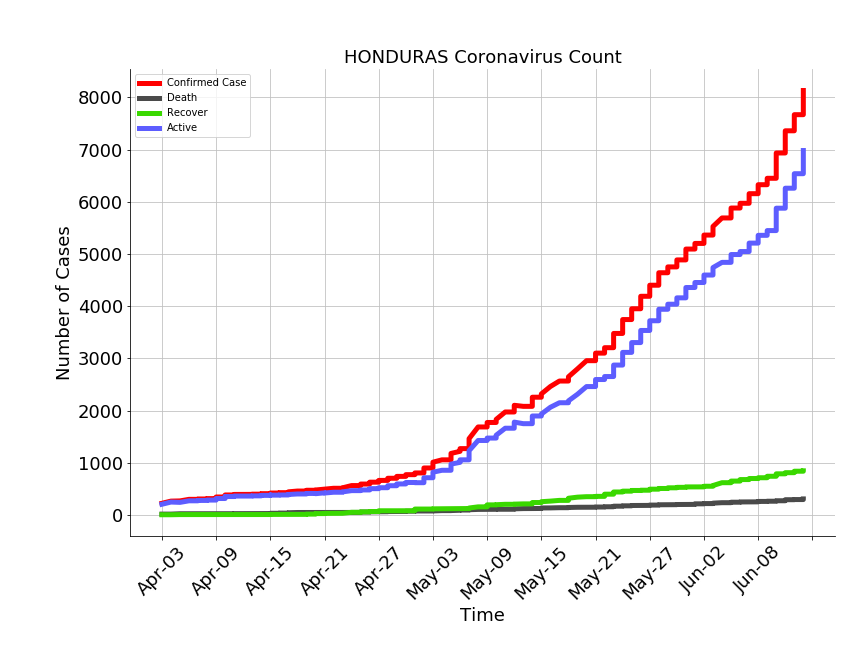 HONDURAS Coronavirus Count
Confirmed Case
Death
Recover
Active
8000
7000
6000
5000
4000
3000
2000
1000
0
Number of Cases
Apr-03
Apr-09
Apr-15
Apr-21
Apr-27
May-03
May-09
May-15
May-21
May-27
Jun-02
Jun-08
Time